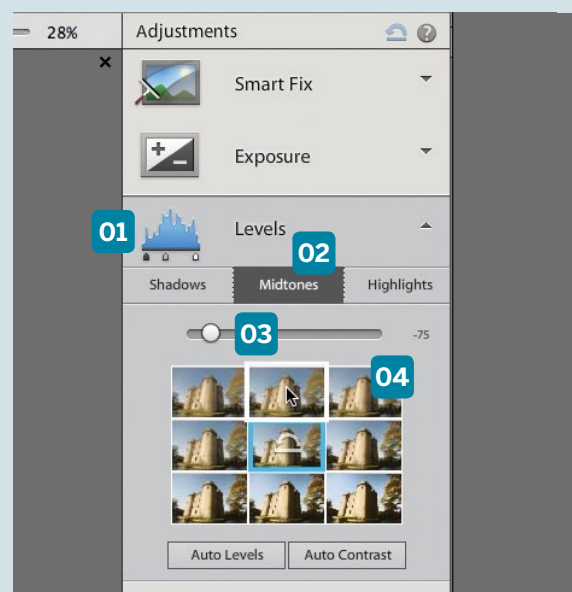 28%
Adjustments
?
×
Smart Fix
+ −
Exposure
01
Levels
02
Shadows Midtones Highlights
03
-75
04
Auto Levels Auto Contrast